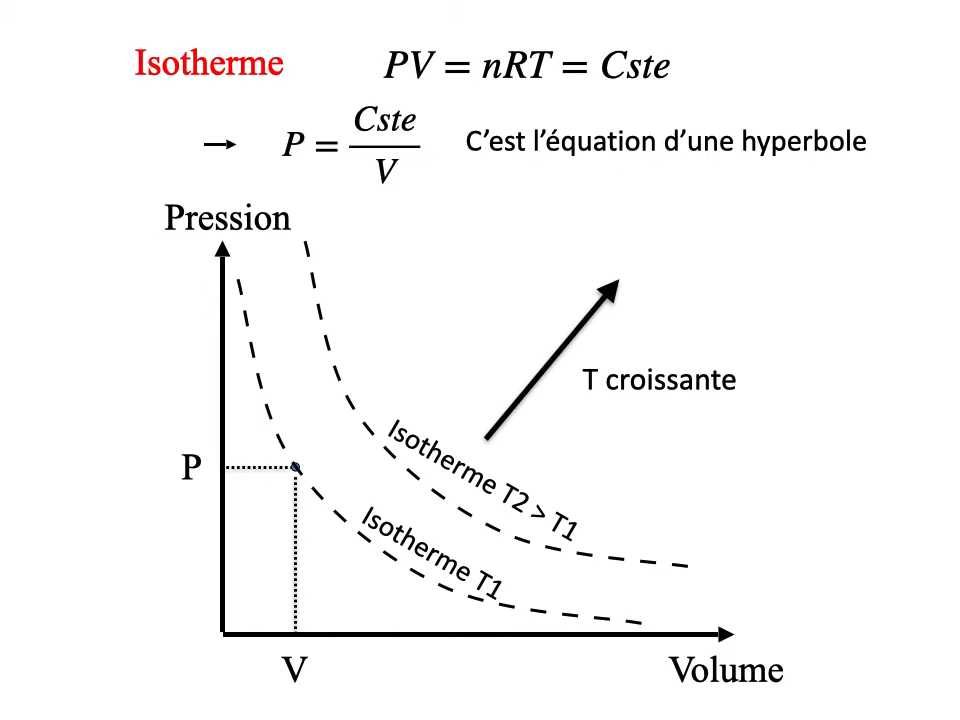 Isotherme PV = nRT = Cste
→ P = Cste / V C’est l’équation d’une hyperbole
Pression
T croissante
Isotherme T2 > T1
P
Isotherme T1
V
Volume